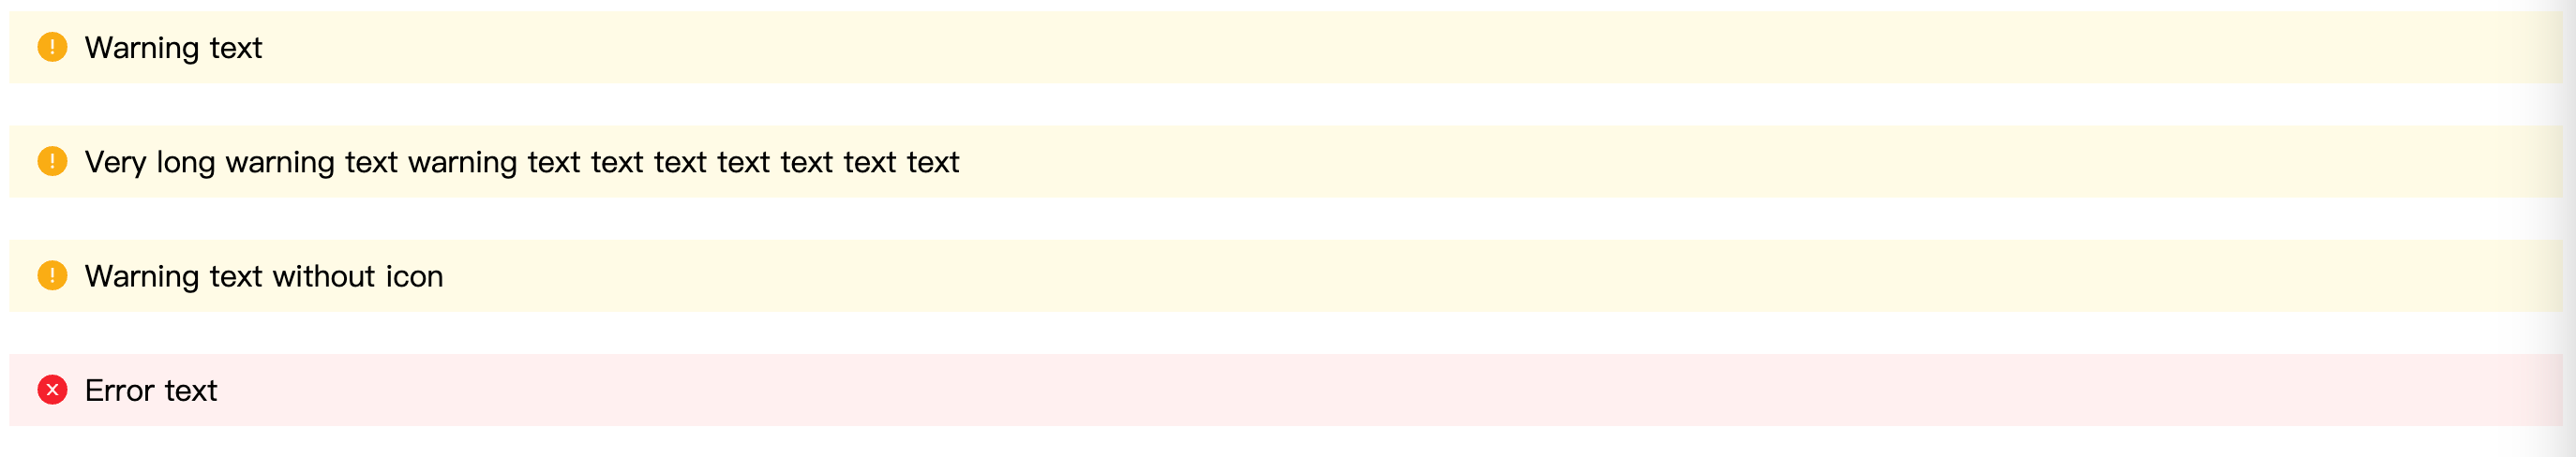 Warning text
Very long warning text warning text text text text text text text
Warning text without icon
Error text